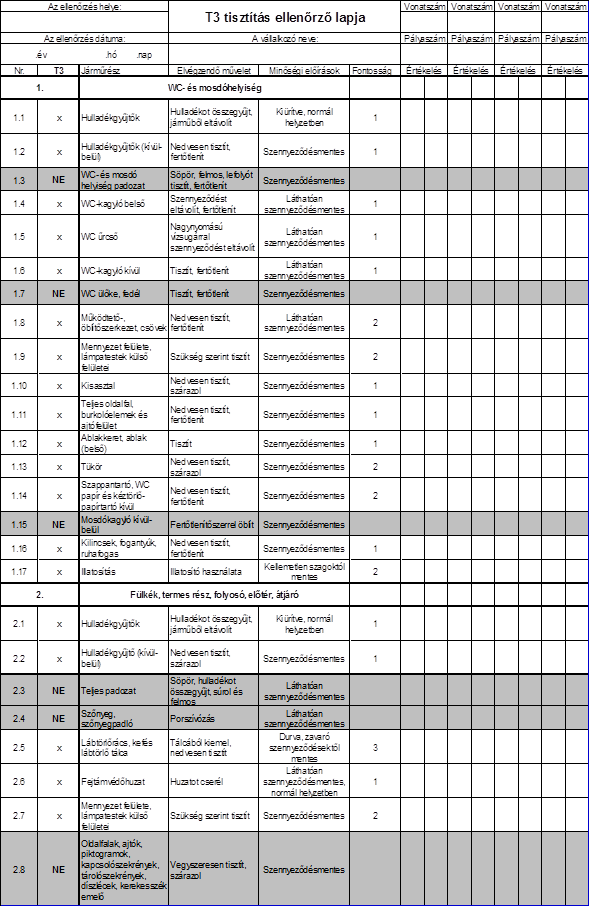 Az ellenőrzés helye: T3 tisztítás ellenőrző lapja Vonatszám Vonatszám Vonatszám Vonatszám
Az ellenőrzés dátuma: A vállalkozó neve: Pályaszám: Pályaszám: Pályaszám: Pályaszám:
.év .hó .nap
Nr. T3 Járműrész Elvégzendő művelet Minőségi előírások Fontosság Értékelés Értékelés Értékelés Értékelés
1. WC- és mosdóhelyiség
1.1 x Hulladékgyűjtők Hulladékot összegyűjt, járműből eltávolít Kiürítve, normál helyzetben 1
1.2 x Hulladékgyűjtők (kívül-belül) Nedvesen tisztít, fertőtlenít Szennyeződésmentes 1
1.3 NE WC- és mosdó helyiség padozat Söpör, felmos, lefolyót tisztít, fertőtlenít Szennyeződésmentes
1.4 x WC-kagyló belső Szennyeződést eltávolít, fertőtlenít Láthatóan szennyeződésmentes 1
1.5 x WC űrcső Nagynyomású vízsugárral szennyeződést eltávolít Láthatóan szennyeződésmentes 1
1.6 x WC-kagyló kívül Tisztít, fertőtlenít Láthatóan szennyeződésmentes 1
1.7 NE WC ülőke, fedél Tisztít, fertőtlenít Szennyeződésmentes
1.8 x Működtető-, öblítőszerkezet, csövek Nedvesen tisztít, fertőtlenít Láthatóan szennyeződésmentes 2
1.9 x Mennyezet felülete, lámpatestek külső felületei Szükség szerint tisztít Szennyeződésmentes 2
1.10 x Kisasztal Nedvesen tisztít, szárazol Szennyeződésmentes 1
1.11 x Teljes oldalfal, burkolóelemek és ajtófelület Nedvesen tisztít, fertőtlenít Szennyeződésmentes 1
1.12 x Ablakkeret, ablak (belső) Tisztít Szennyeződésmentes 1
1.13 x Tükör Nedvesen tisztít, szárazol Szennyeződésmentes 2
1.14 x Szappantartó, WC papír és kéztörlő-papírtartó kívül Nedvesen tisztít, fertőtlenít Szennyeződésmentes 2
1.15 NE Mosdókagyló kívül-belül Fertőtlenítőszerrel öblít Szennyeződésmentes
1.16 x Kilincsek, fogantyúk, ruhafogas Nedvesen tisztít, fertőtlenít Szennyeződésmentes 1
1.17 x Illatosítás Illatosító használata Kellemetlen szagoktól mentes 2
2. Fülkék, termes rész, folyosó, előtér, átjáró
2.1 x Hulladékgyűjtők Hulladékot összegyűjt, járműből eltávolít Kiürítve, normál helyzetben 1
2.2 x Hulladékgyűjtő (kívül-belül) Nedvesen tisztít, szárazol Szennyeződésmentes 1
2.3 NE Teljes padozat Söpör, hulladékot összegyűjt, súrol és felmos Láthatóan szennyeződésmentes
2.4 NE Szőnyeg, szőnyegpadló Porszívózás Láthatóan szennyeződésmentes
2.5 x Lábtörlőrács, kefés lábtörlő tálca Tálcából kiemel, nedvesen tisztít Durva, zavaró szennyeződésektől mentes 3
2.6 x Fejtámvédőhuzat Huzatot cserél Láthatóan szennyeződésmentes, normál helyzetben 1
2.7 x Mennyezet felülete, lámpatestek külső felületei Szükség szerint tisztít Szennyeződésmentes 2
2.8 NE Oldalfalak, ajtók, piktogramok, kapcsolószekrények, tárolószekrények, díszlécek, kerekesszék emelő Vegyszeresen tisztít, szárazol Szennyeződésmentes